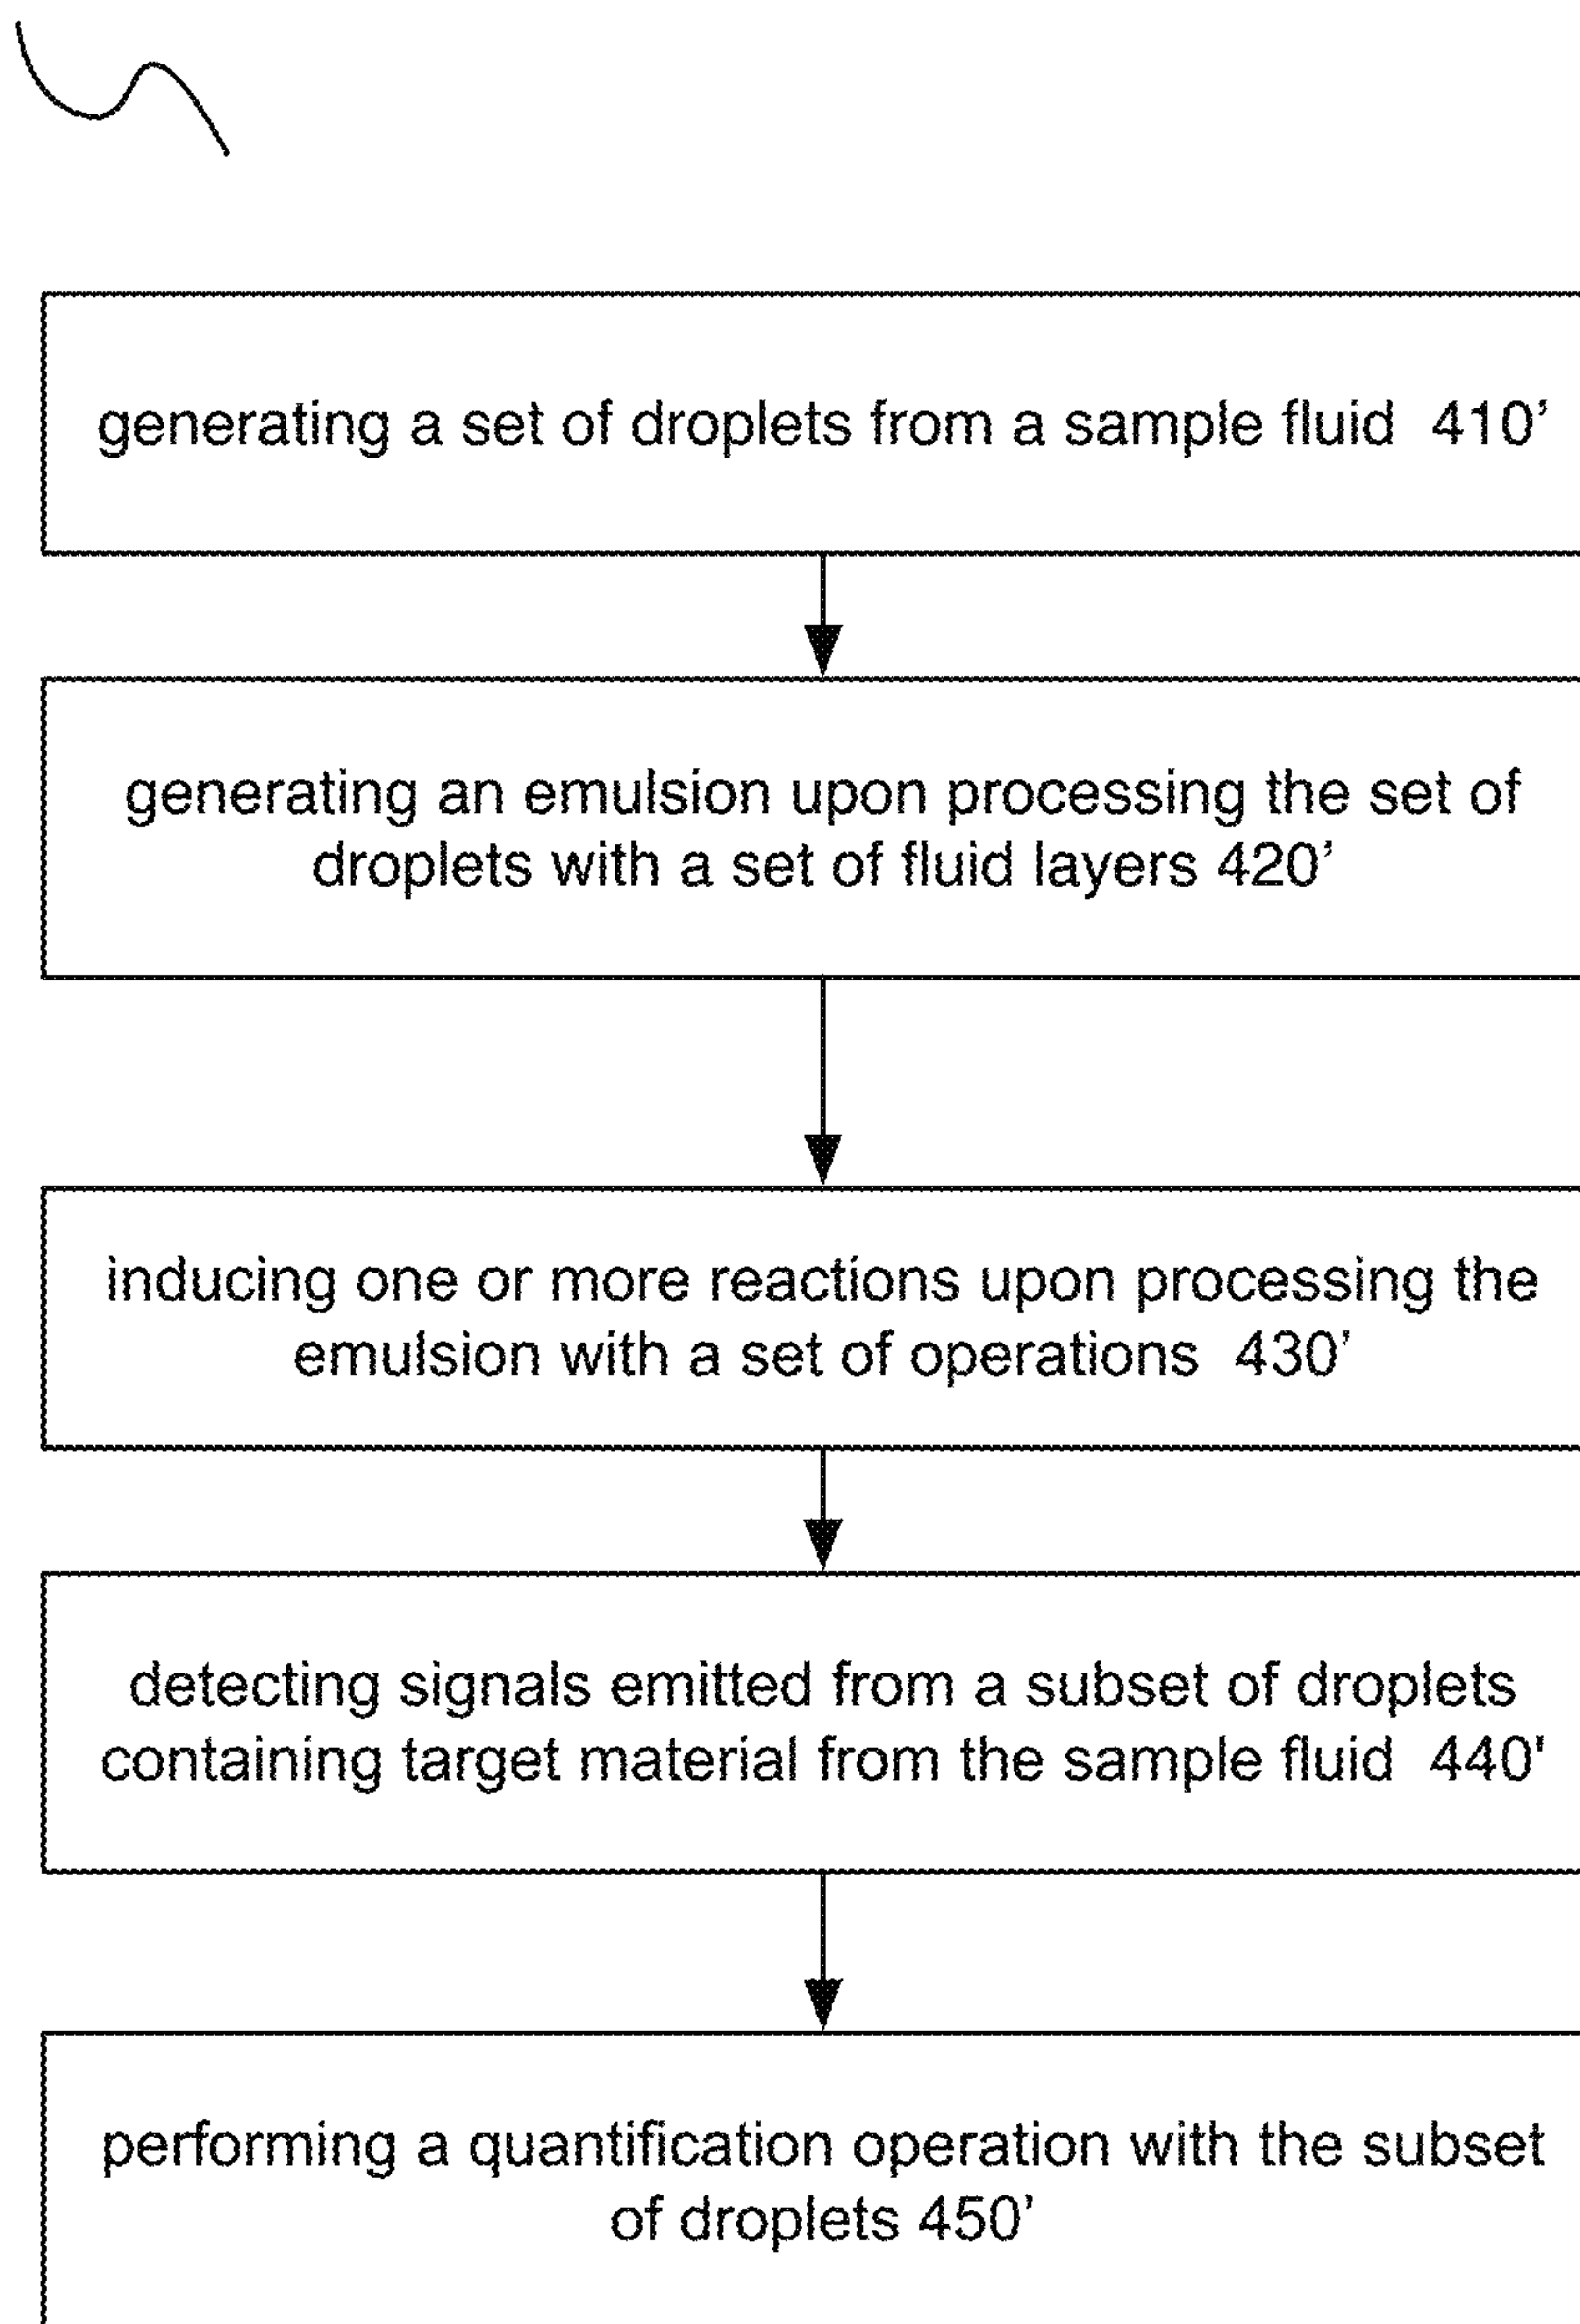 generating a set of droplets from a sample fluid 410’
generating an emulsion upon processing the set of
droplets with a set of fluid layers 420’
inducing one or more reactions upon processing the
emulsion with a set of operations 430’
detecting signals emitted from a subset of droplets
containing target material from the sample fluid 440'
performing a quantification operation with the subset
of droplets 450’